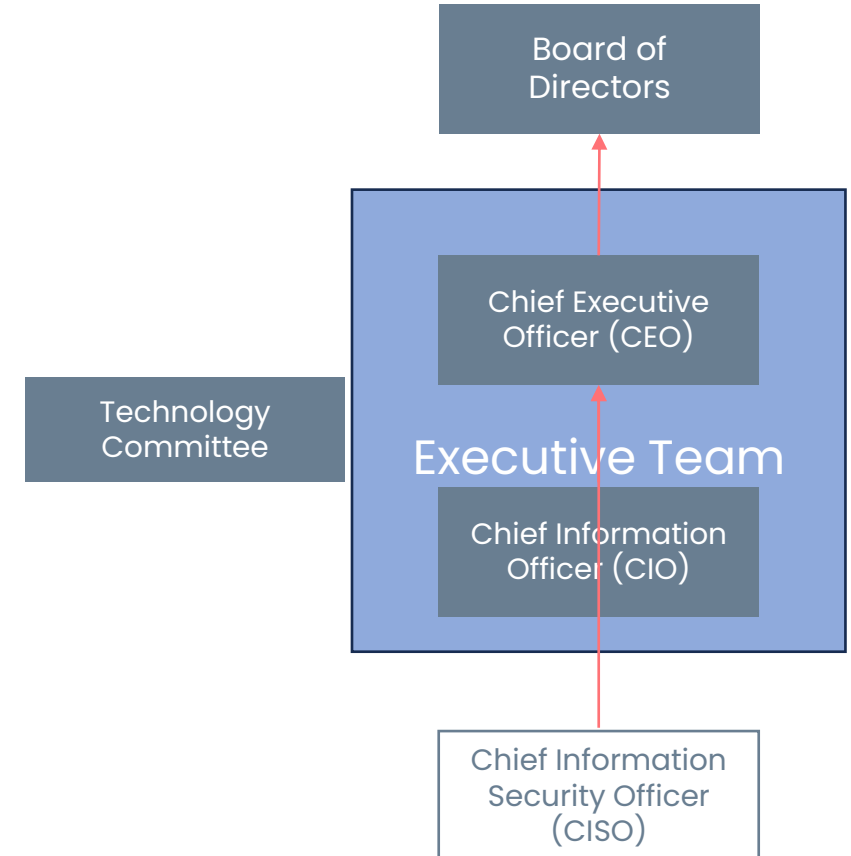 Board of
Directors
Chief Executive
Officer (CEO)
Technology
Committee
Executive Team
Chief Information
Officer (CIO)
Chief Information
Security Officer
(CISO)